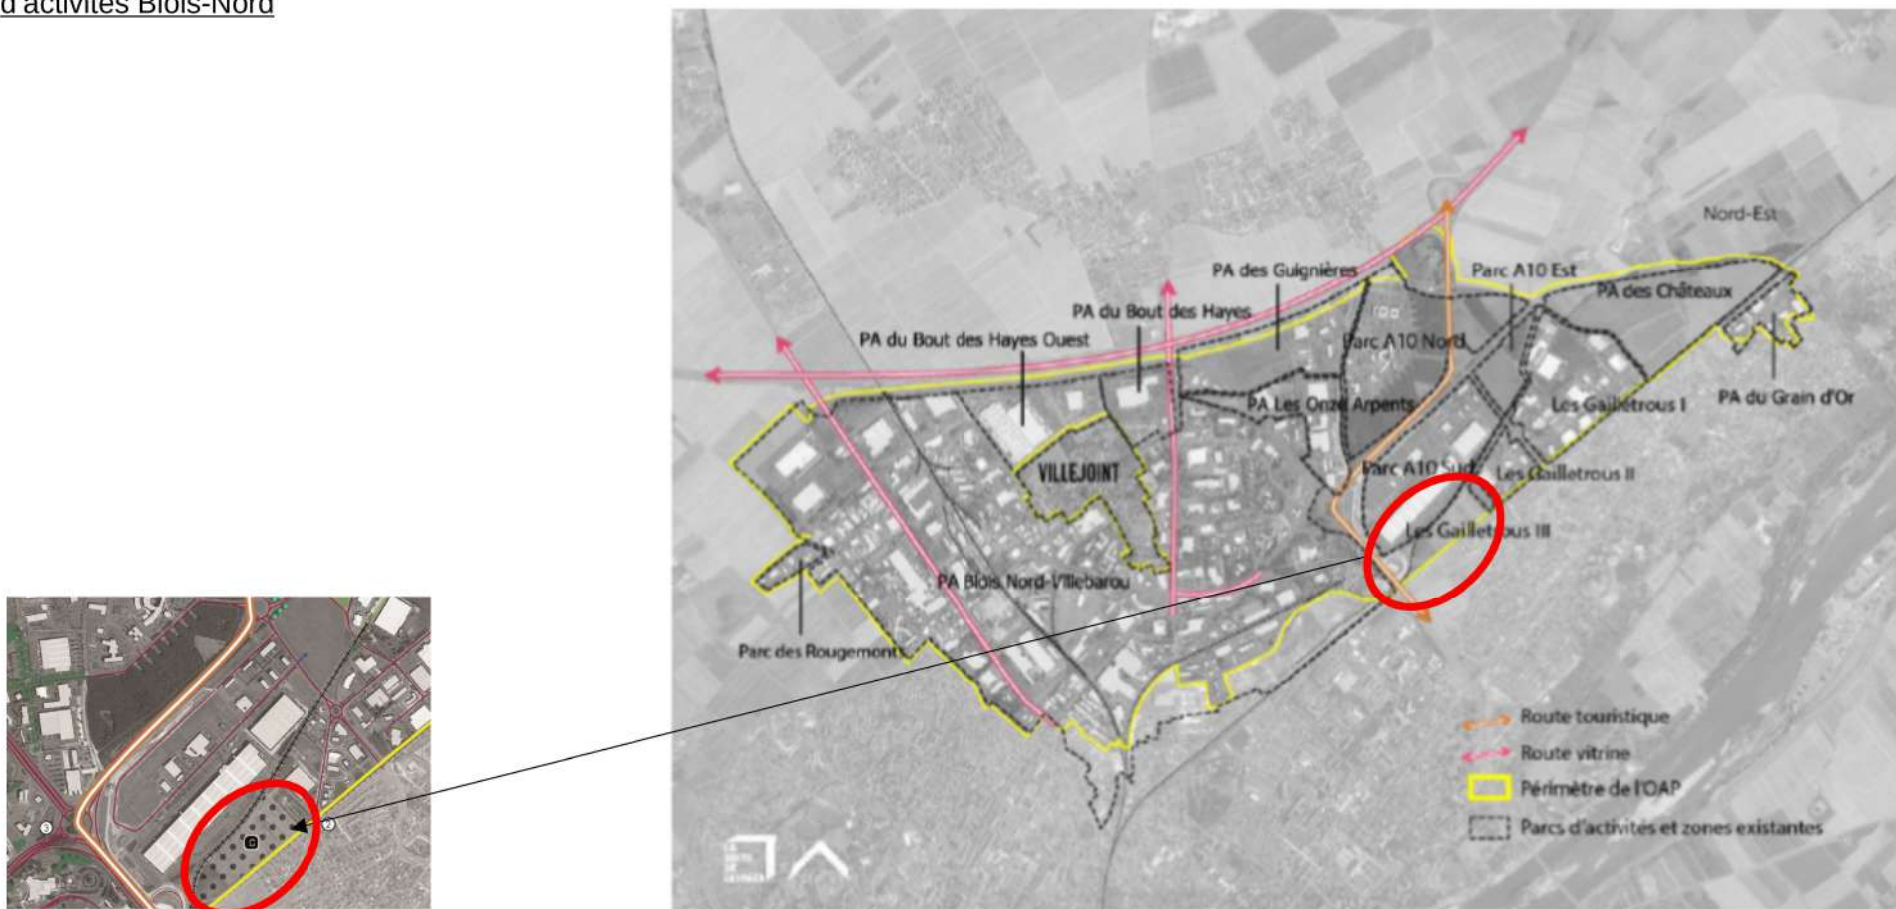 d'activités Blois-Nord
Nord-Est
PA des Guignières
Parc A10 Est
PA des Châteaux
PA du Bout des Hayes
PA du Bout des Hayes Ouest
Parc A10 Nord
PA Les Onze Arpents
Les Gailletrous I
PA du Grain d'Or
VILLEJOINT
Parc A10 Sud
Les Gailletrous II
Les Gailletrous III
PA Blois Nord-Villebarou
Parc des Rougemonts
Route touristique
Route vitrine
Périmètre de l'OAP
Parcs d'activités et zones existantes
3
2